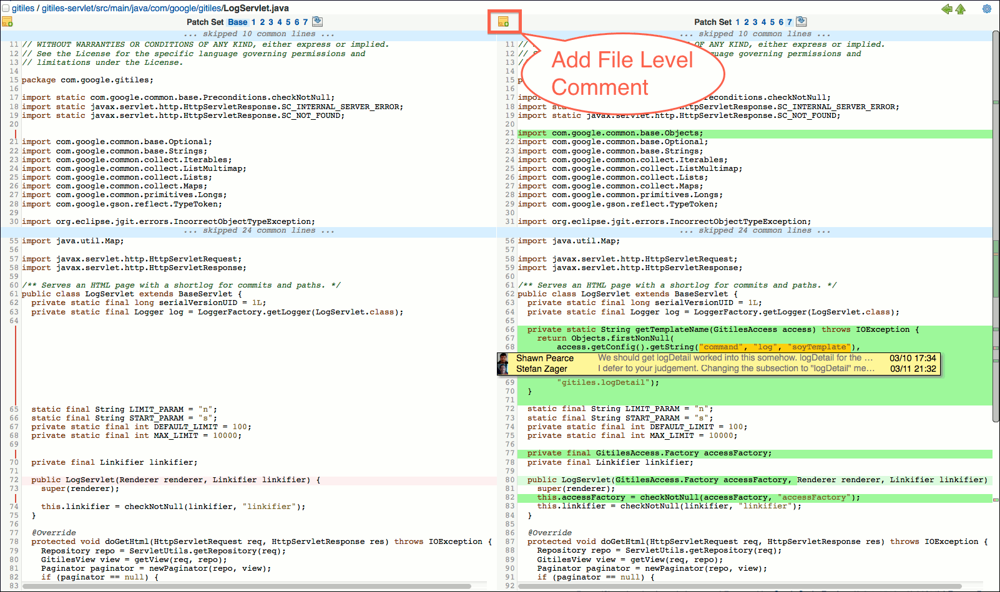 gitiles / gitiles-servlet/src/main/java/com/google/gitiles/LogServlet.java
Patch Set Base 1 2 3 4 5 6 7
... skipped 10 common lines ...
11 // WITHOUT WARRANTIES OR CONDITIONS OF ANY KIND, either express or implied.
12 // See the License for the specific language governing permissions and
13 // limitations under the License.
14
15 package com.google.gitiles;
16
17 import static com.google.common.base.Preconditions.checkNotNull;
18 import static javax.servlet.http.HttpServletResponse.SC_INTERNAL_SERVER_ERROR;
19 import static javax.servlet.http.HttpServletResponse.SC_NOT_FOUND;
20
21 import com.google.common.base.Optional;
22 import com.google.common.base.Strings;
23 import com.google.common.collect.Iterables;
24 import com.google.common.collect.ListMultimap;
25 import com.google.common.collect.Lists;
26 import com.google.common.collect.Maps;
27 import com.google.common.primitives.Longs;
28 import com.google.gson.reflect.TypeToken;
29
30 import org.eclipse.jgit.errors.IncorrectObjectTypeException;
... skipped 24 common lines ...
55 import java.util.Map;
56
57 import javax.servlet.http.HttpServletRequest;
58 import javax.servlet.http.HttpServletResponse;
59
60 /** Serves an HTML page with a shortlog for commits and paths. */
61 public class LogServlet extends BaseServlet {
62 private static final long serialVersionUID = 1L;
63 private static final Logger log = LoggerFactory.getLogger(LogServlet.class);
64
65 static final String LIMIT_PARAM = "n";
66 static final String START_PARAM = "s";
67 private static final int DEFAULT_LIMIT = 100;
68 private static final int MAX_LIMIT = 10000;
69
70 private final Linkifier linkifier;
71
72 public LogServlet(Renderer renderer, Linkifier linkifier) {
73 super(renderer);
74 this.linkifier = checkNotNull(linkifier, "linkifier");
75 }
76
77 @Override
78 protected void doGetHtml(HttpServletRequest req, HttpServletResponse res) throws IOException {
79 Repository repo = ServletUtils.getRepository(req);
80 GitilesView view = getView(req, repo);
81 Paginator paginator = newPaginator(repo, view);
82 if (paginator == null) {
83
Patch Set 1 2 3 4 5 6 7
... skipped 10 common lines ...
Add File Level
Comment
11 // OF ANY KIND, either express or implied.
12 // guage governing permissions and
13
14
15
16
17 reconditions.checkNotNull;
18 import tpServletResponse.SC_INTERNAL_SERVER_ERROR;
19 import static javax.servlet.http.HttpServletResponse.SC_NOT_FOUND;
20
21 import com.google.common.base.Objects;
22 import com.google.common.base.Optional;
23 import com.google.common.base.Strings;
24 import com.google.common.collect.Iterables;
25 import com.google.common.collect.ListMultimap;
26 import com.google.common.collect.Lists;
27 import com.google.common.collect.Maps;
28 import com.google.common.primitives.Longs;
29 import com.google.gson.reflect.TypeToken;
30
31 import org.eclipse.jgit.errors.IncorrectObjectTypeException;
... skipped 24 common lines ...
56 import java.util.Map;
57
58 import javax.servlet.http.HttpServletRequest;
59 import javax.servlet.http.HttpServletResponse;
60
61 /** Serves an HTML page with a shortlog for commits and paths. */
62 public class LogServlet extends BaseServlet {
63 private static final long serialVersionUID = 1L;
64 private static final Logger log = LoggerFactory.getLogger(LogServlet.class);
65
66 private static String getTemplateName(GitilesAccess access) throws IOException {
67 return Objects.firstNonNull(
68 access.getConfig().getString("command", "log", "soyTemplate"),
Shawn Pearce We should get logDetail worked into this somehow. logDetail for the ... 03/10 17:34
Stefan Zager I defer to your judgement. Changing the subsection to "logDetail" me... 03/11 21:32
69 "gitiles.logDetail");
70 }
71
72 static final String LIMIT_PARAM = "n";
73 static final String START_PARAM = "s";
74 private static final int DEFAULT_LIMIT = 100;
75 private static final int MAX_LIMIT = 10000;
76
77 private final GitilesAccess.Factory accessFactory;
78 private final Linkifier linkifier;
79
80 public LogServlet(GitilesAccess.Factory accessFactory, Renderer renderer, Linkifier linkifier)
81 super(renderer);
82 this.accessFactory = checkNotNull(accessFactory, "accessFactory");
83 this.linkifier = checkNotNull(linkifier, "linkifier");
84 }
85
86 @Override
87 protected void doGetHtml(HttpServletRequest req, HttpServletResponse res) throws IOException {
88 Repository repo = ServletUtils.getRepository(req);
89 GitilesView view = getView(req, repo);
90 Paginator paginator = newPaginator(repo, view);
91 if (paginator == null) {
92